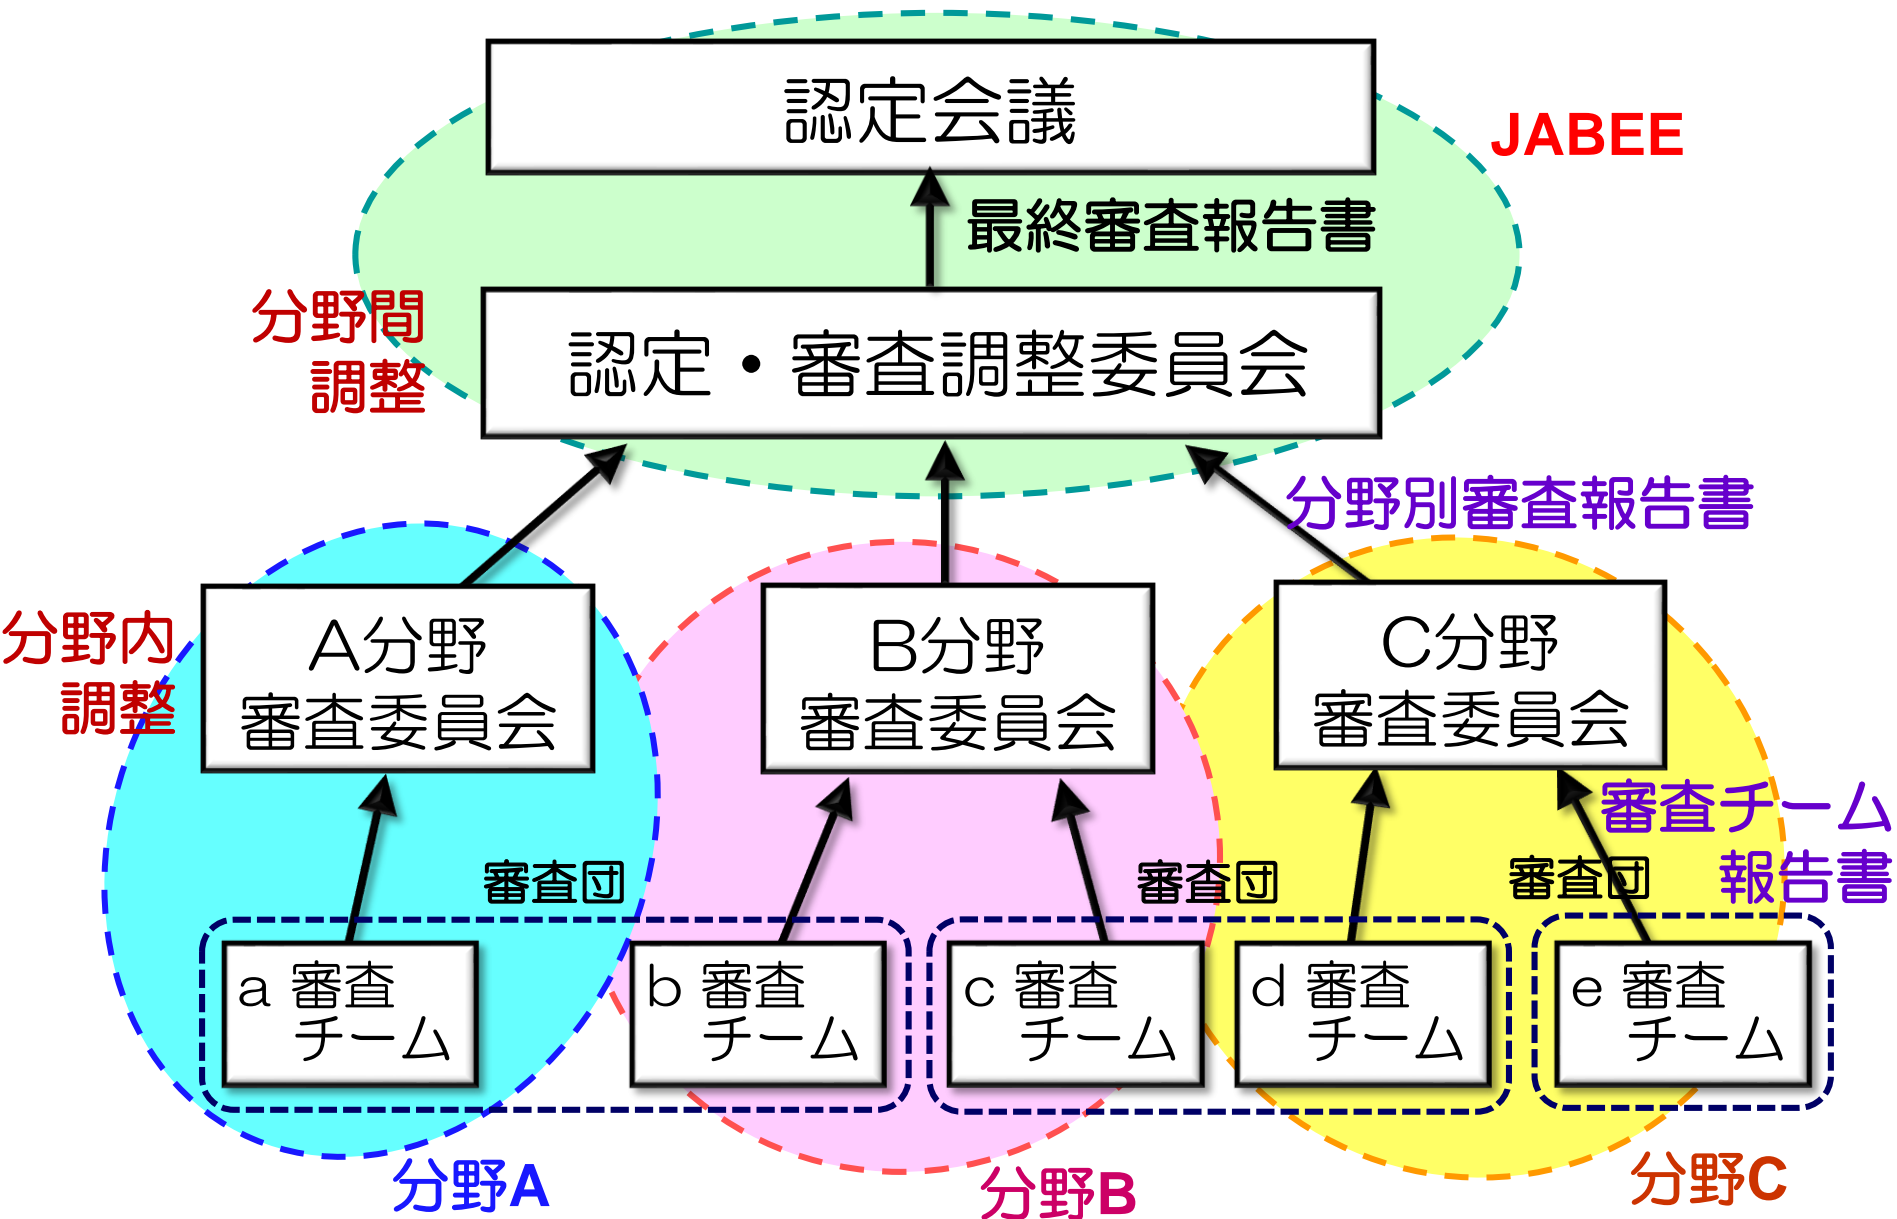 認定会議
JABEE
最終審査報告書
分野間
調整
認定・審査調整委員会
分野別審査報告書
分野内
調整
A分野
審査委員会
B分野
審査委員会
C分野
審査委員会
審査チーム
報告書
審査団
審査団
審査団
a 審査
チーム
b 審査
チーム
c 審査
チーム
d 審査
チーム
e 審査
チーム
分野A
分野B
分野C